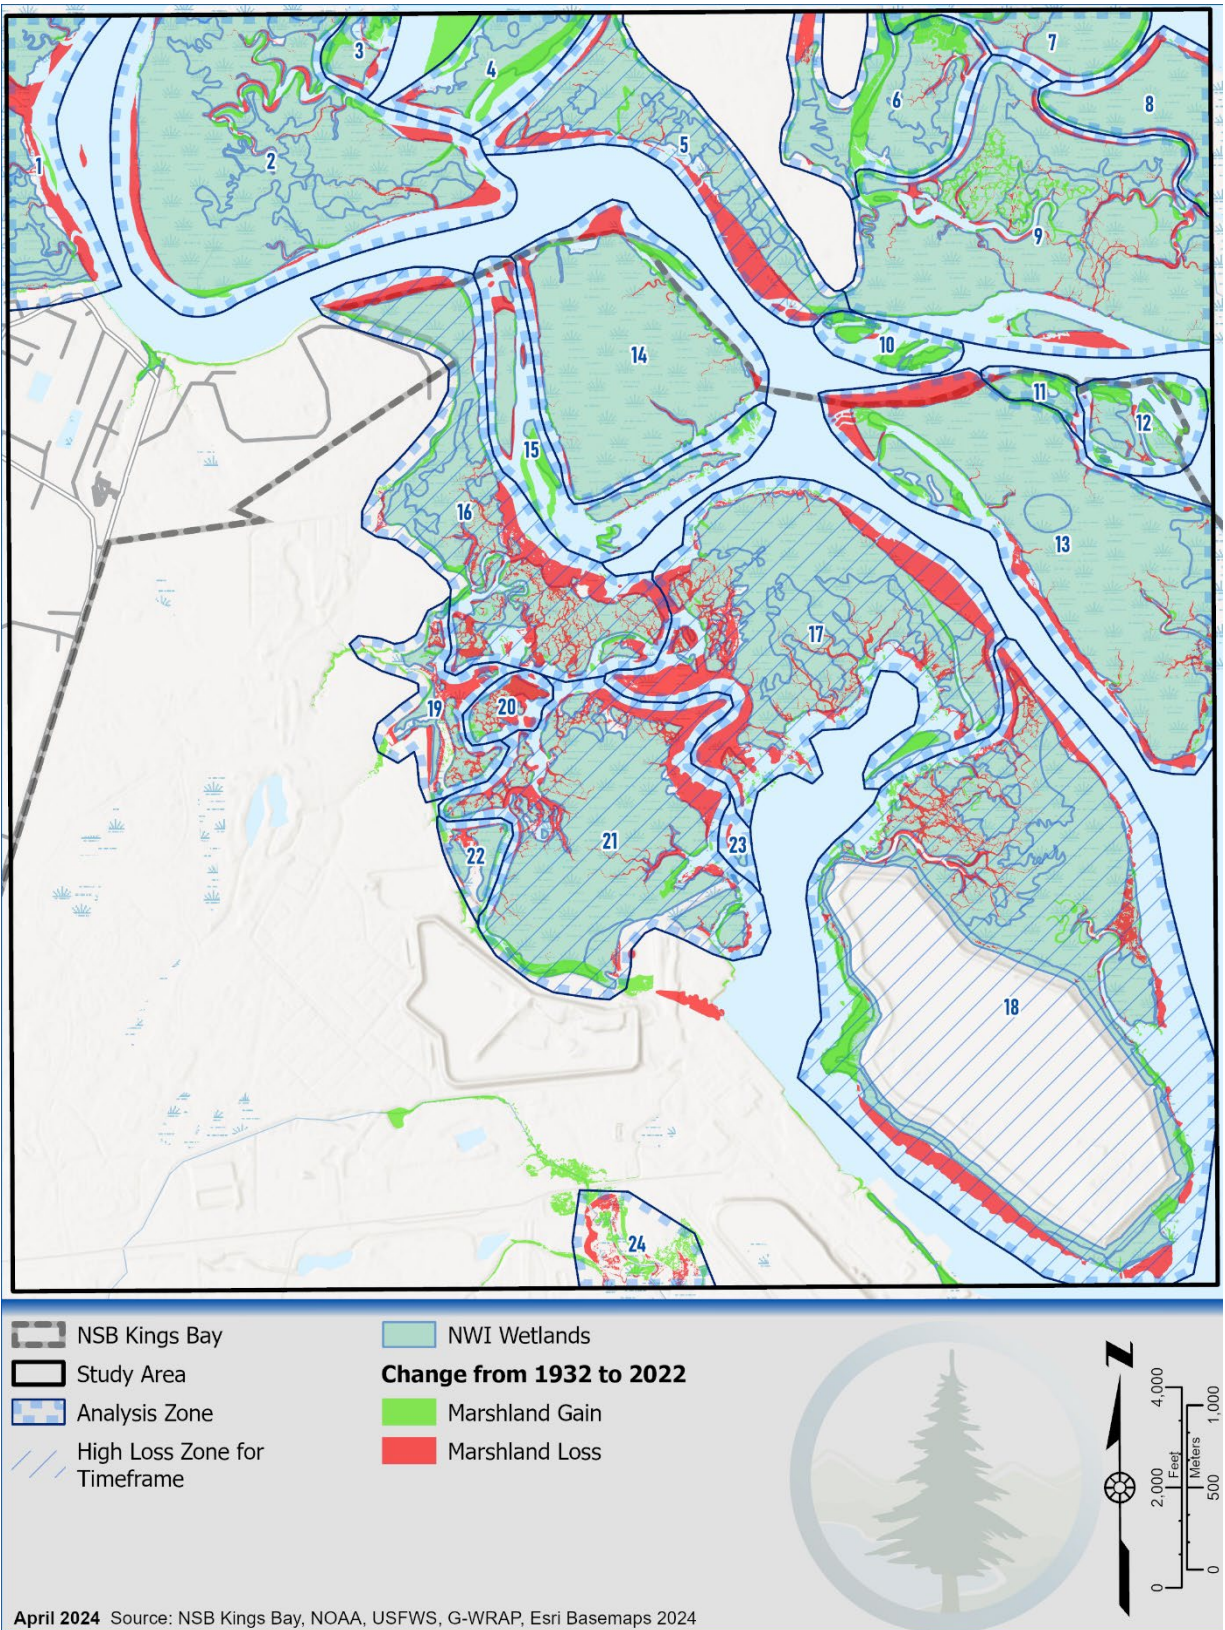 3
7
4
6
8
5
1
2
9
10
14
11
12
15
16
13
17
19
20
21
23
22
18
24
NSB Kings Bay
Study Area
Analysis Zone
High Loss Zone for
Timeframe
NWI Wetlands
Change from 1932 to 2022
Marshland Gain
Marshland Loss
N
4,000
2,000
0
Feet
1,000
500
0
Meters
April 2024 Source: NSB Kings Bay, NOAA, USFWS, G-WRAP, Esri Basemaps 2024